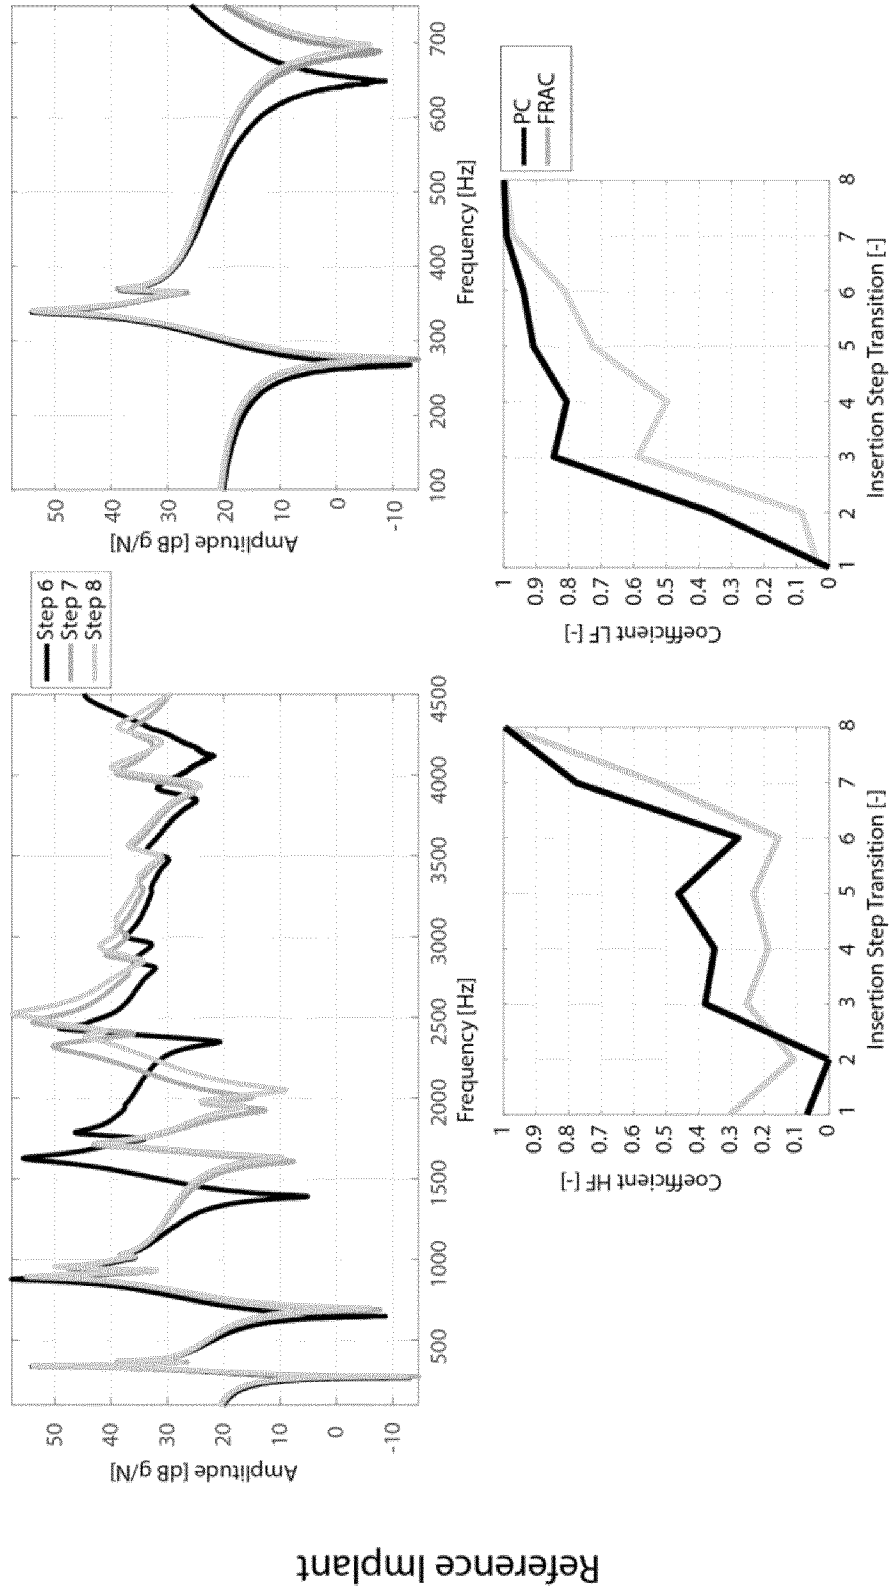 Reference Implant
Amplitude [dB g/N]
50
40
30
20
10
0
-10
500 1000 1500 2000 2500 3000 3500 4000 4500
Frequency [Hz]
Step 6
Step 7
Step 8
Amplitude [dB g/N]
50
40
30
20
10
0
-10
100 200 300 400 500 600 700
Frequency [Hz]
Coefficient HF [-]
1
0.9
0.8
0.7
0.6
0.5
0.4
0.3
0.2
0.1
0
1 2 3 4 5 6 7 8
Insertion Step Transition [-]
Coefficient LF [-]
1
0.9
0.8
0.7
0.6
0.5
0.4
0.3
0.2
0.1
0
1 2 3 4 5 6 7 8
Insertion Step Transition [-]
PC
FRAC